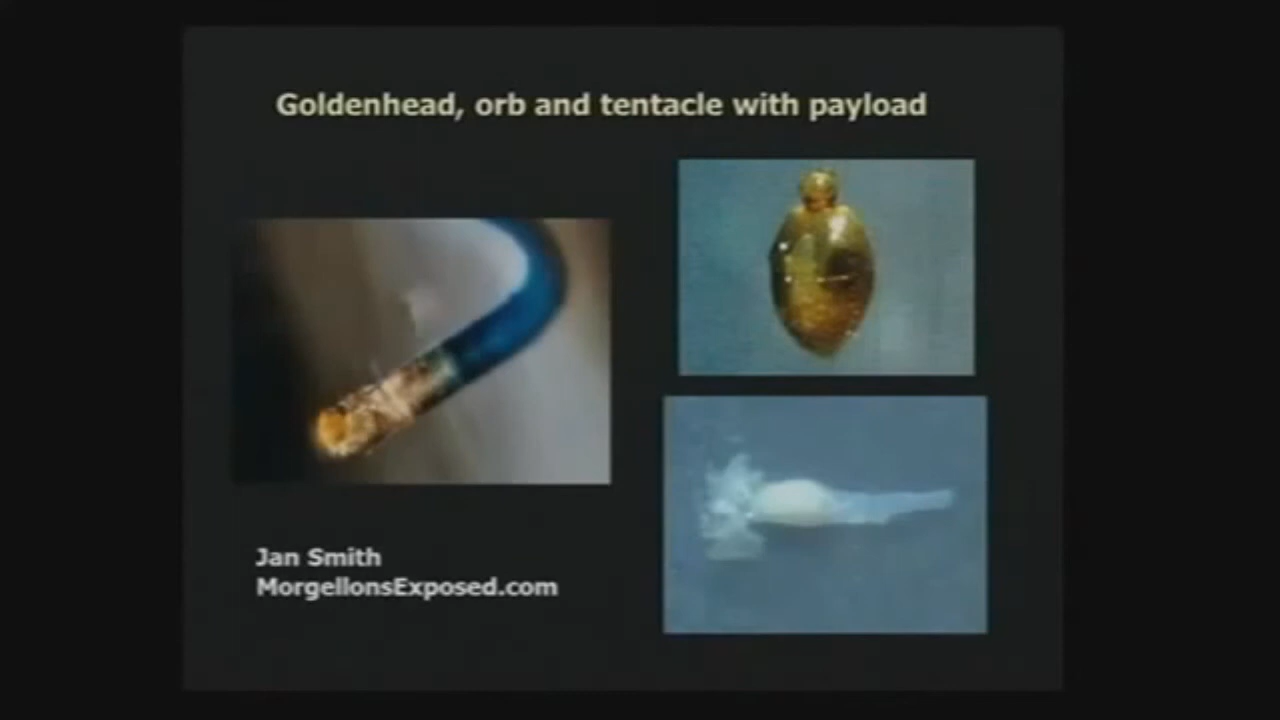 Goldenhead, orb and tentacle with payload
Jan Smith
MorgellonsExposed.com